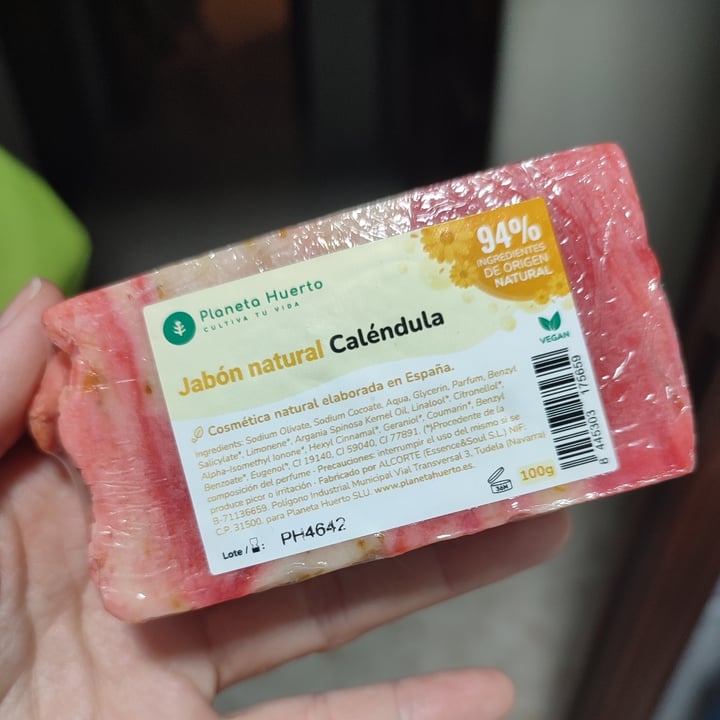 Planeta Huerto
CULTIVA TU VIDA
94%
INGREDIENTES
DE ORIGEN
NATURAL
Jabón natural Caléndula
VEGAN
Cosmética natural elaborada en España.
Ingredients: Sodium Olivate, Sodium Cocoate, Aqua, Glycerin, Parfum, Benzyl
Salicylate*, Limonene*, Argania Spinosa Kernel Oil, Linalool*, Citronellol*,
Alpha-Isomethyl Ionone*, Hexyl Cinnamal*, Geraniol*, Coumarin*, Benzyl
Benzoate*, Eugenol*, CI 19140, CI 59040, CI 77891. (*)Procedente de la
composición del perfume · Precauciones: interrumpir el uso del mismo si se
produce picor o irritación · Fabricado por ALCORTE (Essence&Soul S.L.) NIF:
B-71136659. Polígono Industrial Municipal Vial Transversal 3, Tudela (Navarra)
C.P. 31500. para Planeta Huerto SLU. www.planetahuerto.es.
8 445303 175659
36M
100g
Lote / : PH4642